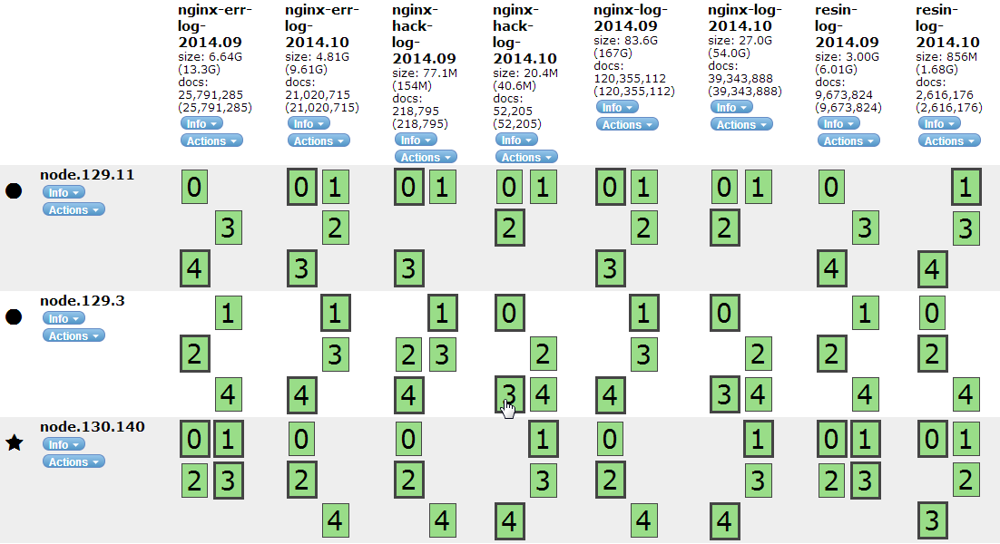 nginx-err-
log-
2014.09
size: 6.64G
(13.3G)
docs:
25,791,285
(25,791,285)
Info
Actions
nginx-err-
log-
2014.10
size: 4.81G
(9.61G)
docs:
21,020,715
(21,020,715)
Info
Actions
nginx-
hack-
log-
2014.09
size: 77.1M
(154M)
docs:
218,795
(218,795)
Info
Actions
nginx-
hack-
log-
2014.10
size: 20.4M
(40.6M)
docs:
52,205
(52,205)
Info
Actions
nginx-log-
2014.09
size: 83.6G
(167G)
docs:
120,355,112
(120,355,112)
Info
Actions
nginx-log-
2014.10
size: 27.0G
(54.0G)
docs:
39,343,888
(39,343,888)
Info
Actions
resin-
log-
2014.09
size: 3.00G
(6.01G)
docs:
9,673,824
(9,673,824)
Info
Actions
resin-
log-
2014.10
size: 856M
(1.68G)
docs:
2,616,176
(2,616,176)
Info
Actions
node.129.11
Info
Actions
0 0 1 0 1 0 1 0 1 0 1 0 1
3 2 2 2 2 3 3
4 3 3 3 4 4
node.129.3
Info
Actions
1 1 1 0 1 0 1 0
2 3 2 3 2 3 2 2 2
4 4 4 3 4 4 3 4 4 4
node.130.140
Info
Actions
0 1 0 0 1 0 1 0 1 0 1
2 3 2 2 3 2 3 2 3 2
4 4 4 4 4 3